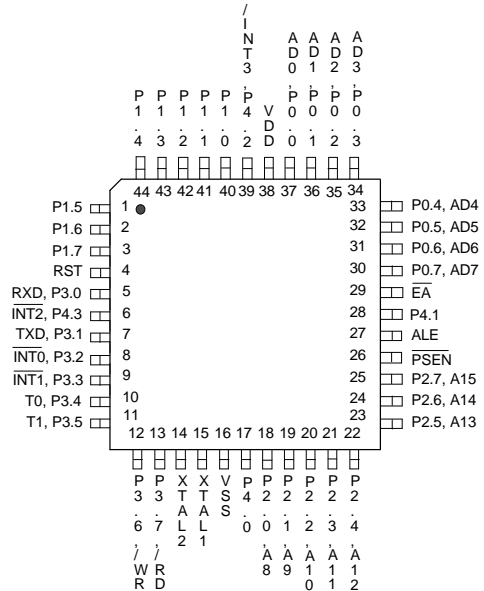 P1.4
P1.3
P1.2
P1.1
P1.0
/INT3,P4.2
VDD
AD0,P0.0
AD1,P0.1
AD2,P0.2
AD3,P0.3
44 43 42 41 40 39 38 37 36 35 34
P1.5 1
P1.6 2
P1.7 3
RST 4
RXD, P3.0 5
INT2, P4.3 6
TXD, P3.1 7
INT0, P3.2 8
INT1, P3.3 9
T0, P3.4 10
T1, P3.5 11
33 P0.4, AD4
32 P0.5, AD5
31 P0.6, AD6
30 P0.7, AD7
29 EA
28 P4.1
27 ALE
26 PSEN
25 P2.7, A15
24 P2.6, A14
23 P2.5, A13
12 13 14 15 16 17 18 19 20 21 22
P3.6,/WR
P3.7,/RD
XTAL2
XTAL1
VSS
P4.0
P2.0,A8
P2.1,A9
P2.2,A10
P2.3,A11
P2.4,A12